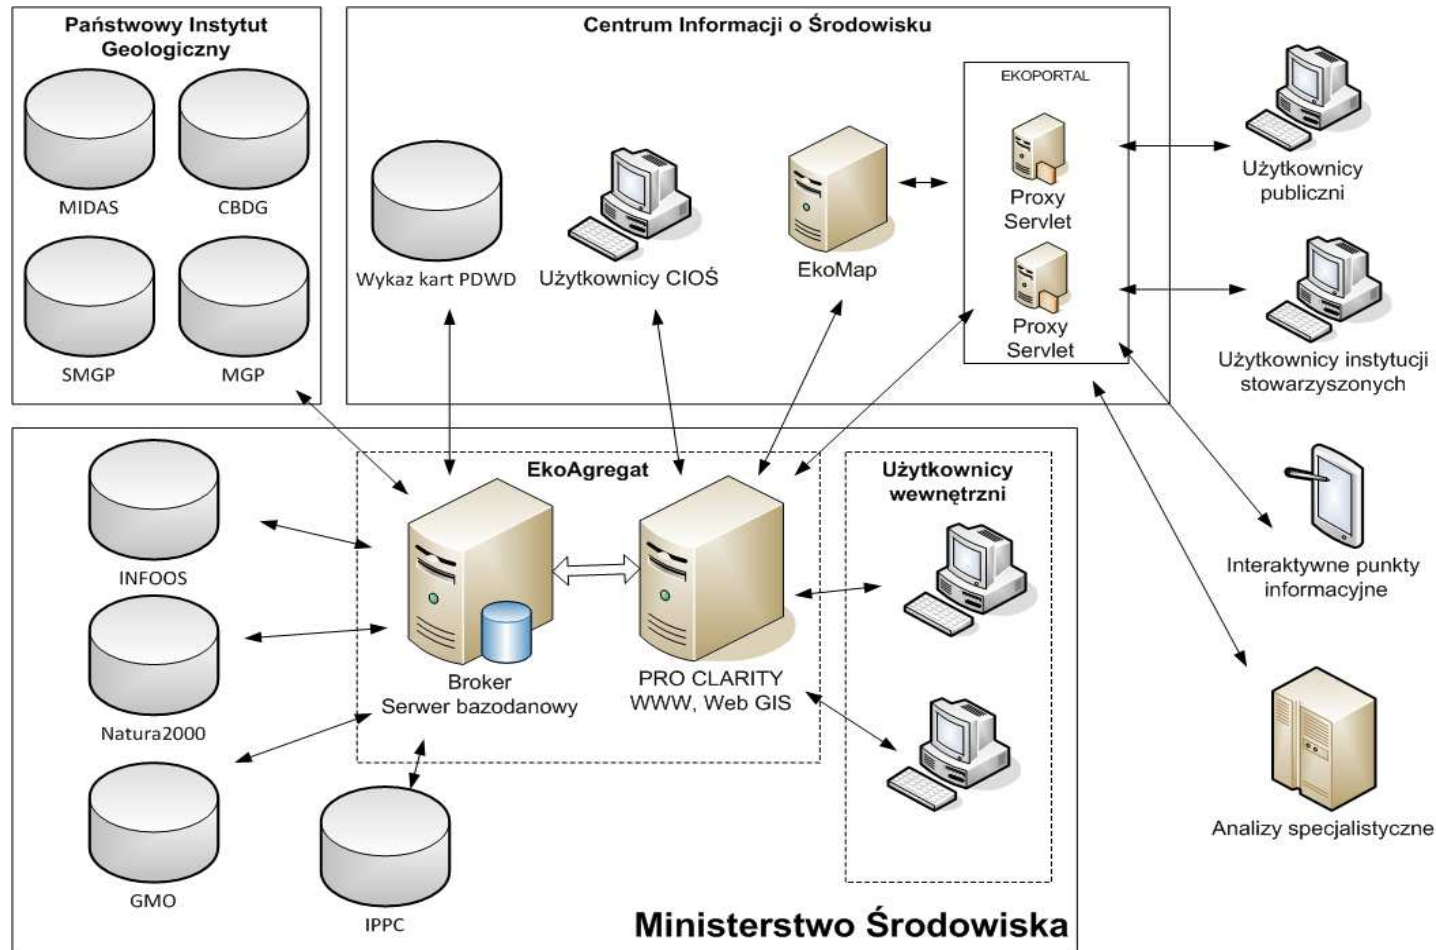 Państwowy Instytut
Geologiczny
MIDAS
CBDG
SMGP
MGP
Centrum Informacji o Środowisku
Wykaz kart PDWD
Użytkownicy CIOŚ
EkoMap
EKOPORTAL
Proxy
Servlet
Proxy
Servlet
Użytkownicy
publiczni
Użytkownicy instytucji
stowarzyszonych
Interaktywne punkty
informacyjne
Analizy specjalistyczne
INFOOS
Natura2000
GMO
IPPC
EkoAgregat
Broker
Serwer bazodanowy
PRO CLARITY
WWW, Web GIS
Użytkownicy
wewnętrzni
Ministerstwo Środowiska